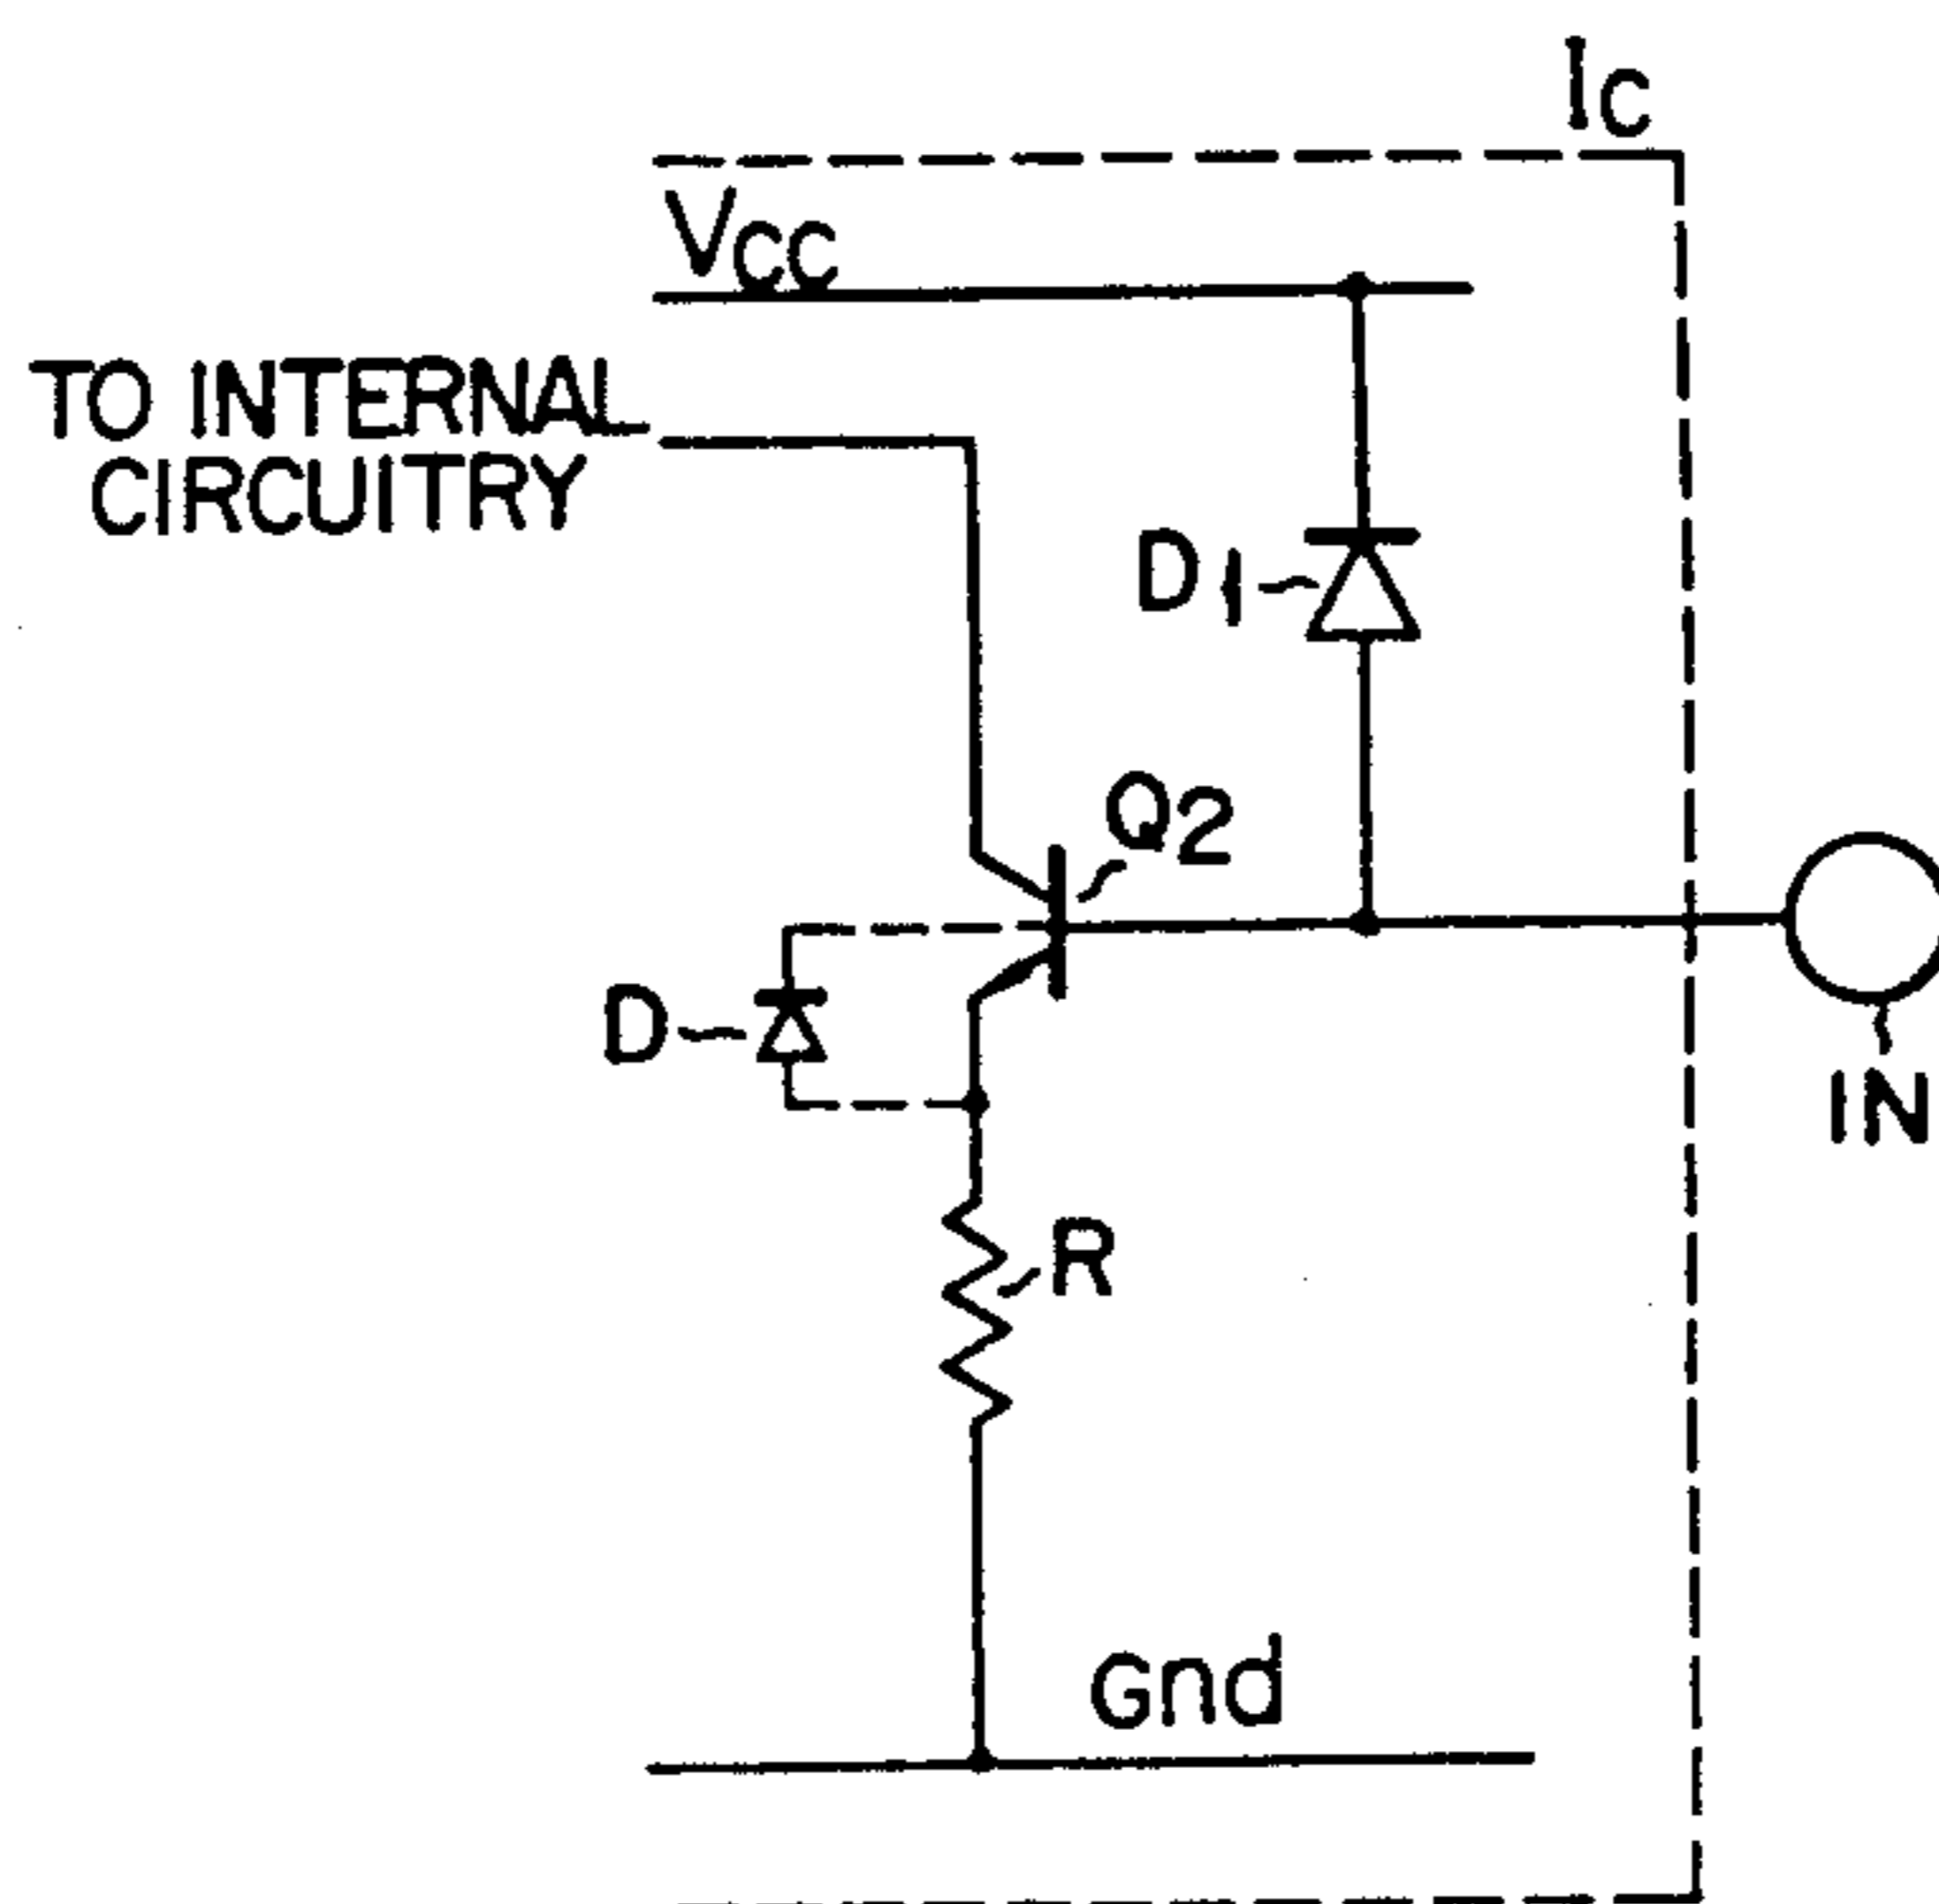 Ic
Vcc
TO INTERNAL
CIRCUITRY
D1
Q2
D
IN
R
Gnd